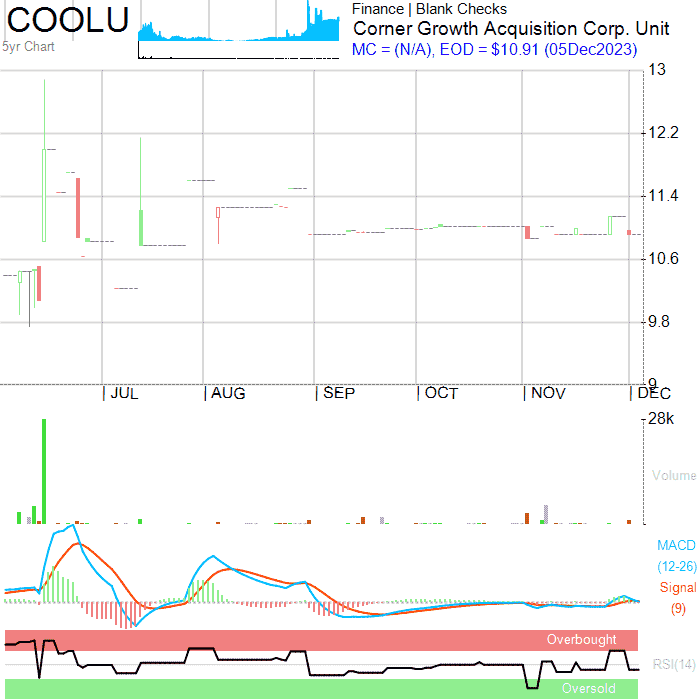 COOLU
5yr Chart
Finance | Blank Checks
Corner Growth Acquisition Corp. Unit
MC = (N/A), EOD = $10.91 (05Dec2023)
13
12.2
11.4
10.6
9.8
9
JUL AUG SEP OCT NOV DEC
28k
Volume
MACD
(12-26)
Signal
(9)
Overbought
RSI(14)
Oversold